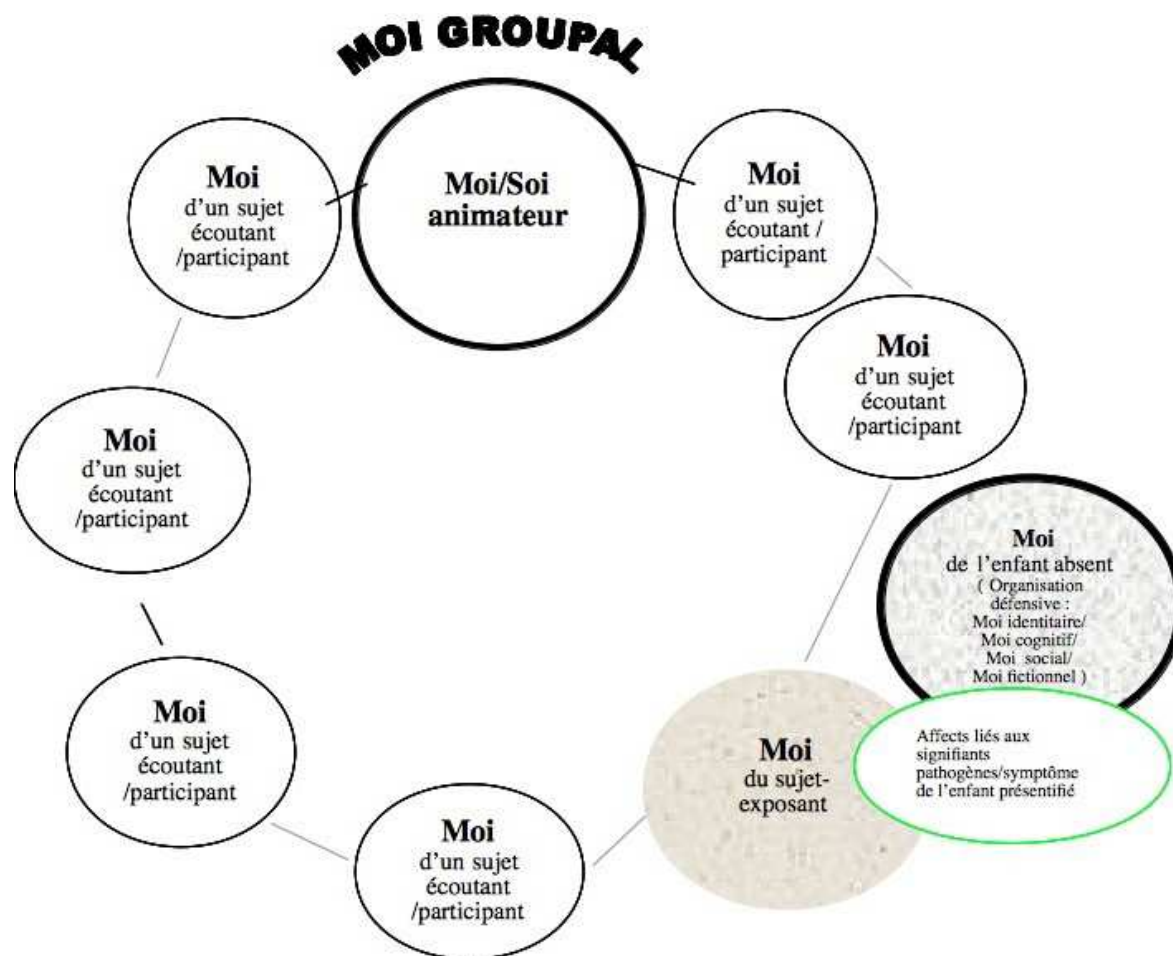 MOI GROUPAL
Moi/Soi
animateur
Moi
d'un sujet
écoutant
/participant
Moi
d'un sujet
écoutant /
participant
Moi
d'un sujet
écoutant
/participant
Moi
d'un sujet
écoutant
/participant
Moi
de l'enfant absent
( Organisation
défensive :
Moi identitaire/
Moi cognitif/
Moi social/
Moi fictionnel )
Moi
d'un sujet
écoutant
/participant
Moi
du sujet-
exposant
Affects liés aux
signifiants
pathogènes/symptôme
de l'enfant présentifié
Moi
d'un sujet
écoutant
/participant